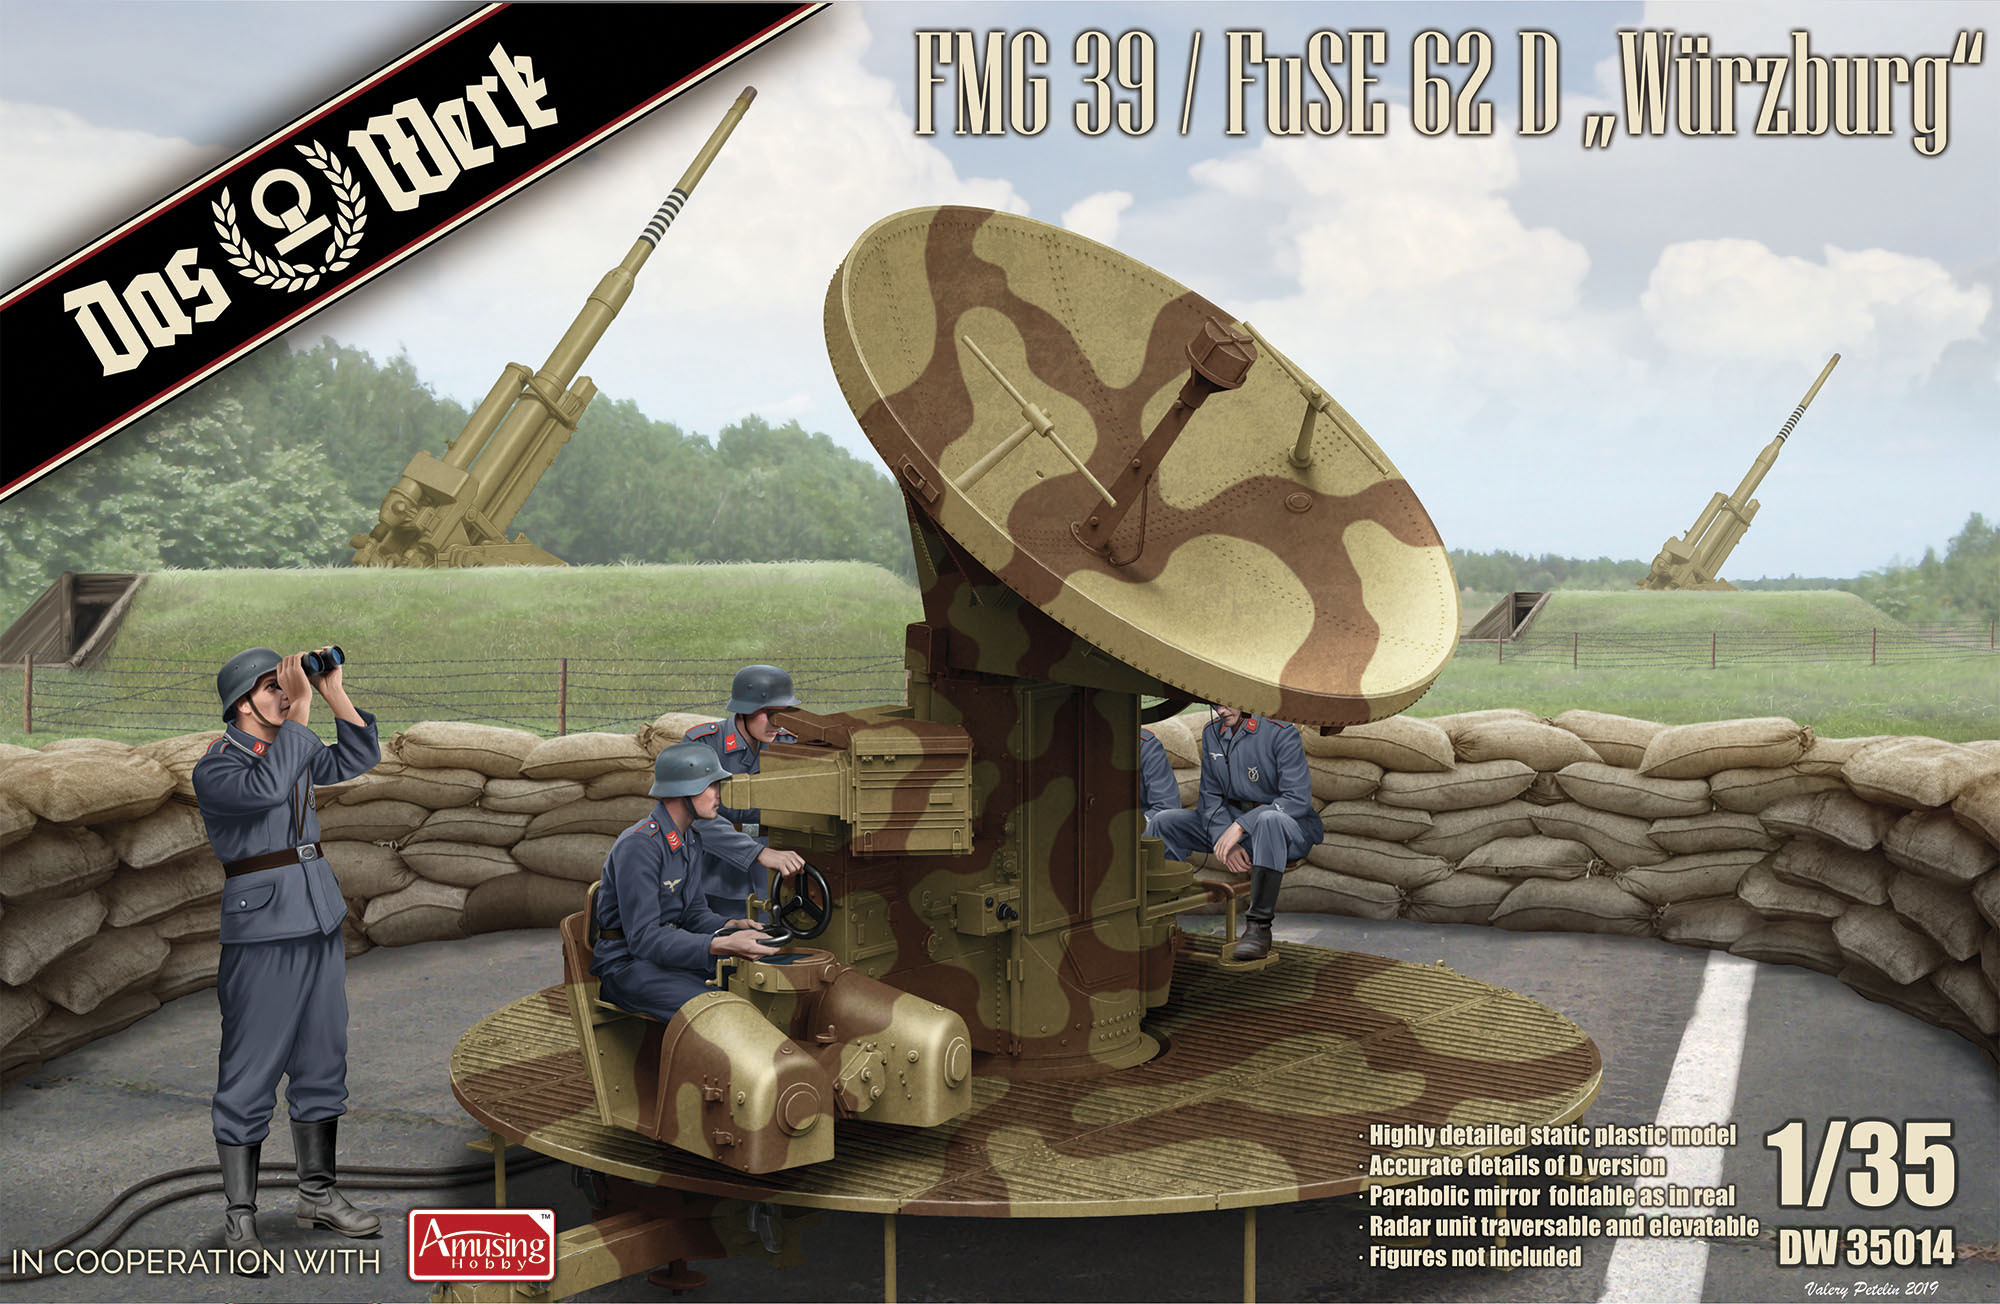 FMG 39 / FuSE 62 D „Würzburg“
Das Werk
· Highly detailed static plastic model
· Accurate details of D version
· Parabolic mirror foldable as in real
· Radar unit traversable and elevatable
· Figures not included
1/35
DW 35014
IN COOPERATION WITH
Amusing
Hobby
™
Valery Petelin 2019